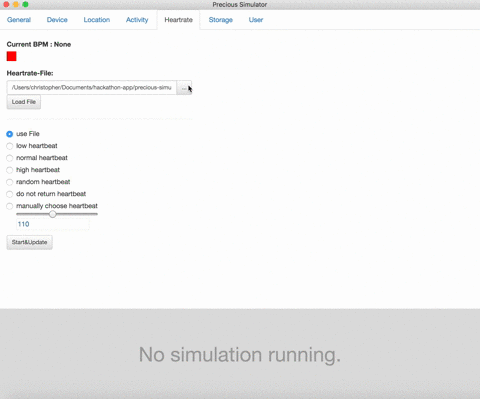 Precious Simulator
General Device Location Activity Heartrate Storage User
Current BPM : None
Heartrate-File:
/Users/christopher/Documents/hackathon-app/precious-simu ...
Load File
use File
low heartbeat
normal heartbeat
high heartbeat
random heartbeat
do not return heartbeat
manually choose heartbeat
110
Start&Update
No simulation running.